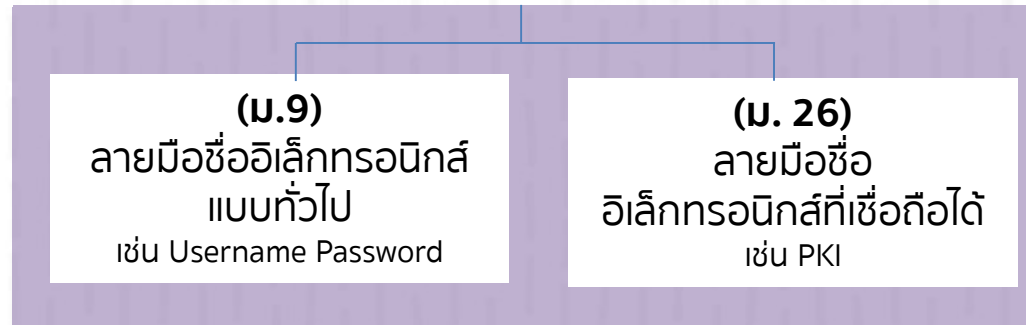 (ม.9)
ลายมือชื่ออิเล็กทรอนิกส์
แบบทั่วไป
เช่น Username Password
(ม. 26)
ลายมือชื่อ
อิเล็กทรอนิกส์ที่เชื่อถือได้
เช่น PKI